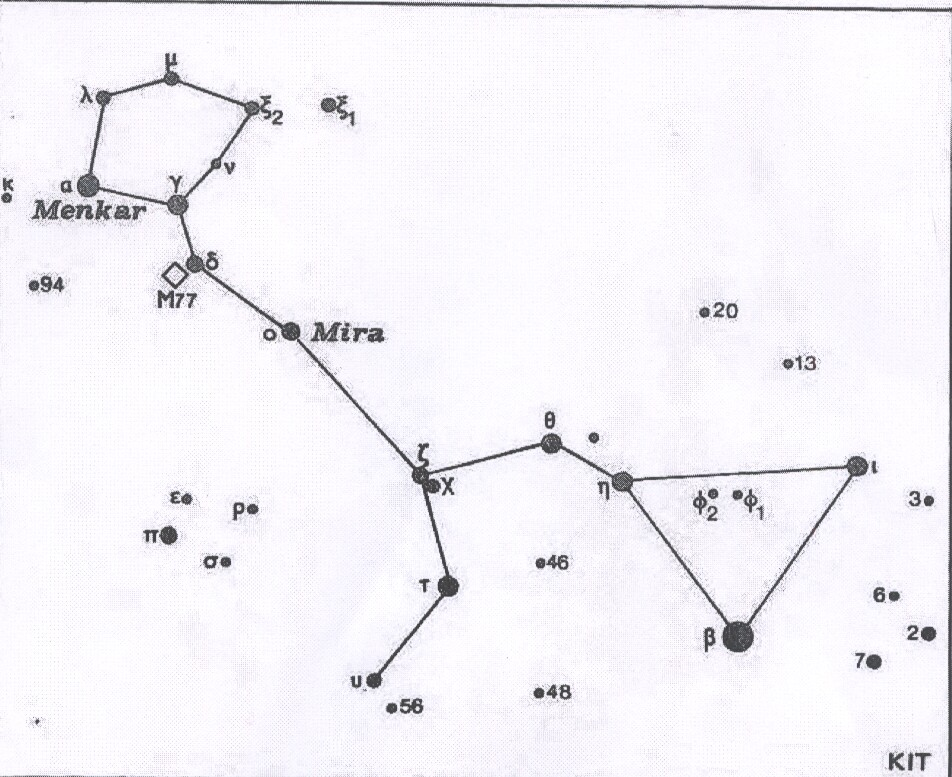 μ
λ
ξ2
ξ1
ν
κ
α
γ
Menkar
δ
94
M77
20
ο
Mira
13
θ
ζ
χ
η
ι
ε
ρ
φ2
φ1
3
π
σ
46
τ
6
β
2
7
υ
48
56
KIT